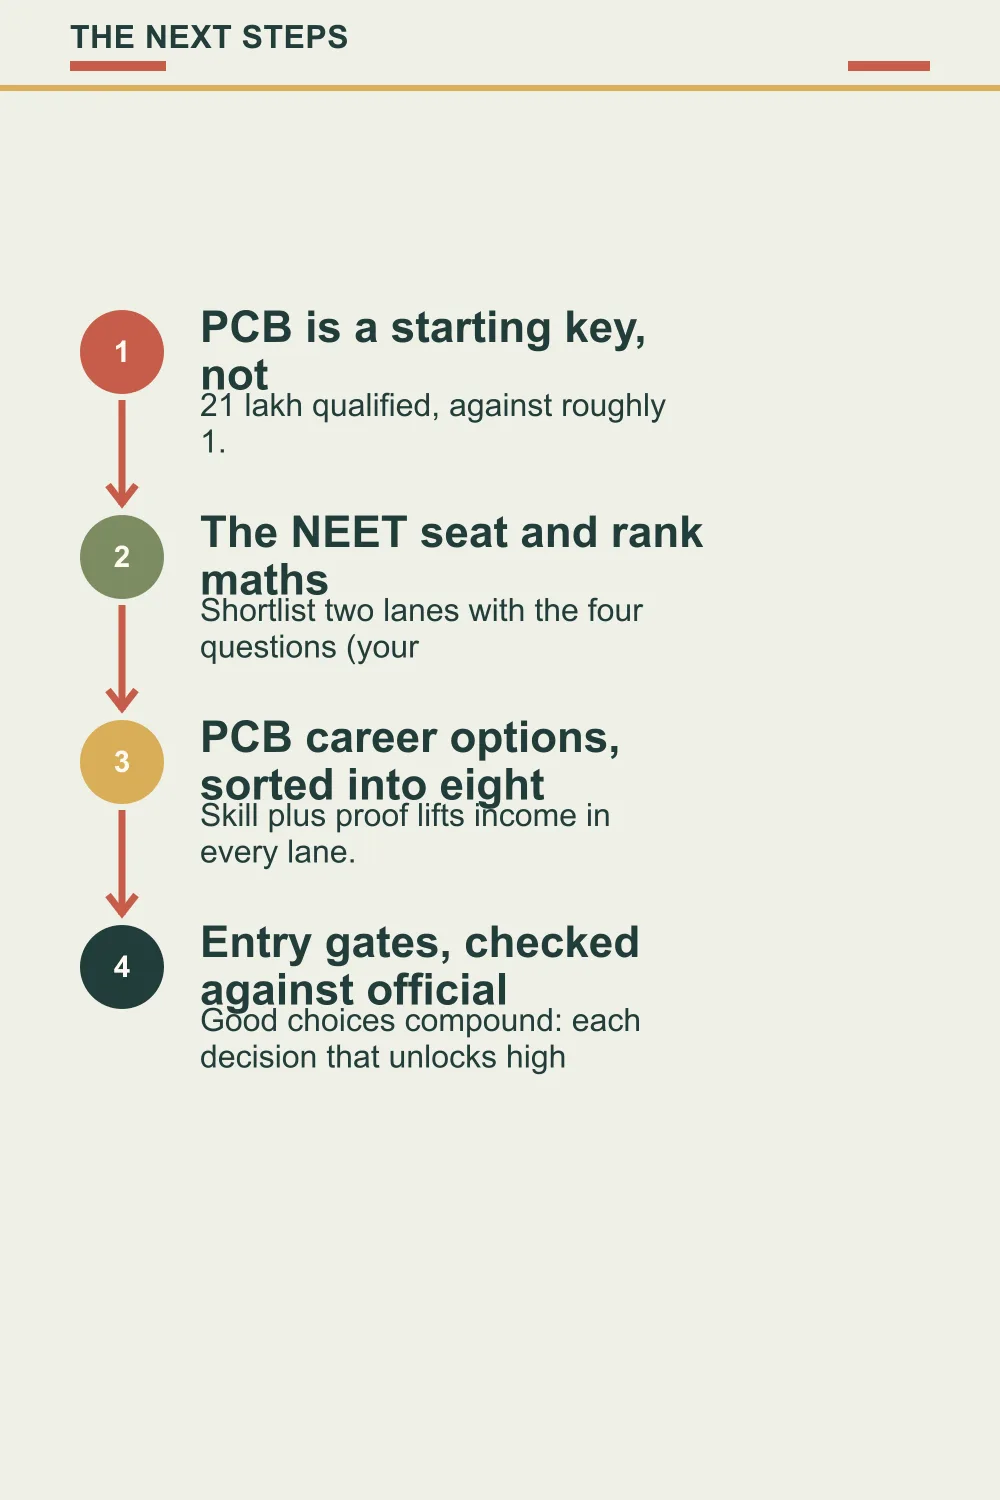 THE NEXT STEPS
1
PCB is a starting key,
not
21 lakh qualified, against roughly
1.
2
The NEET seat and rank
maths
Shortlist two lanes with the four
questions (your
3
PCB career options,
sorted into eight
Skill plus proof lifts income in
every lane.
4
Entry gates, checked
against official
Good choices compound: each
decision that unlocks high